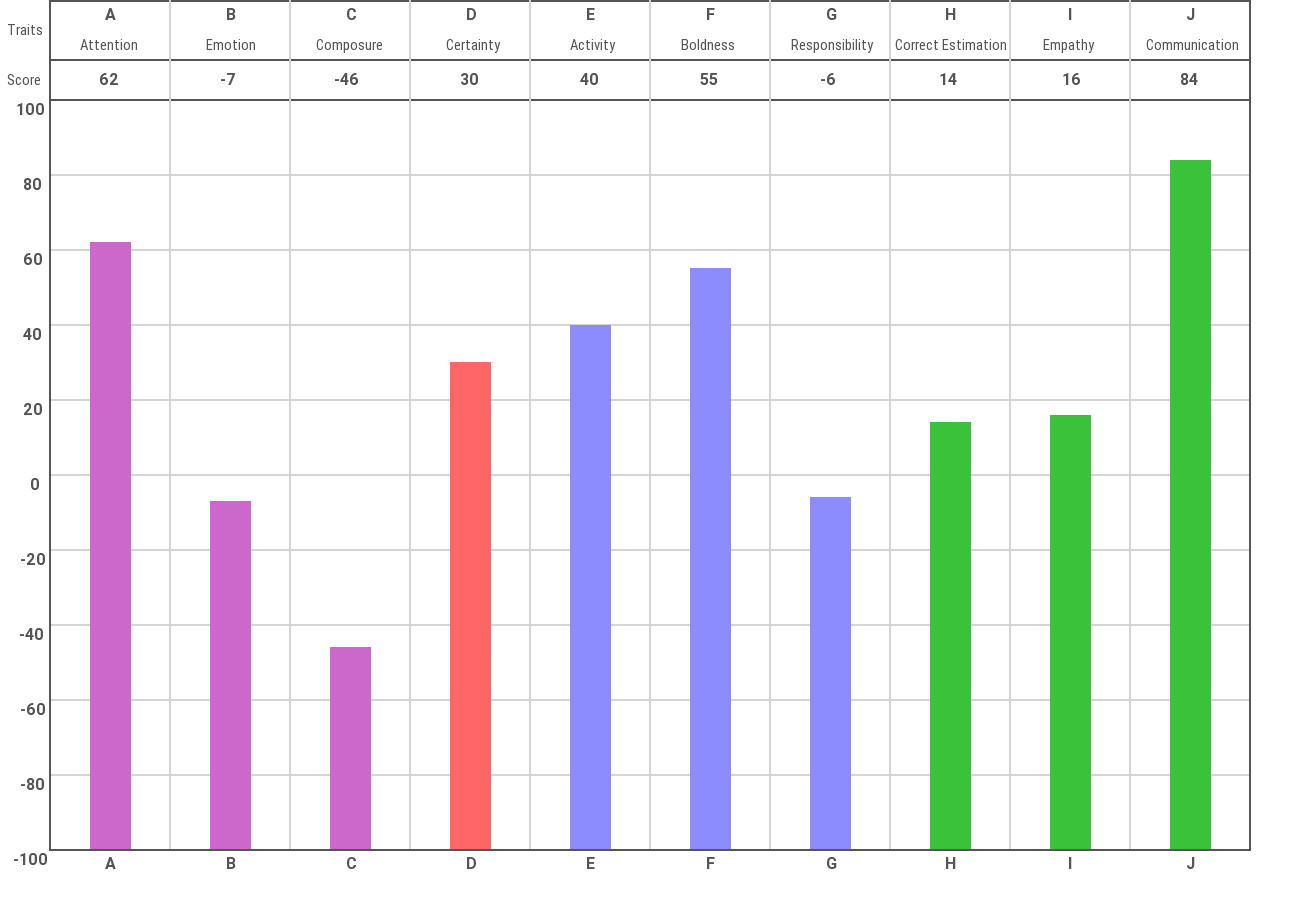 Traits A B C D E F G H I J
Attention Emotion Composure Certainty Activity Boldness Responsibility Correct Estimation Empathy Communication
Score 62 -7 -46 30 40 55 -6 14 16 84
100
80
60
40
20
0
-20
-40
-60
-80
-100
A B C D E F G H I J